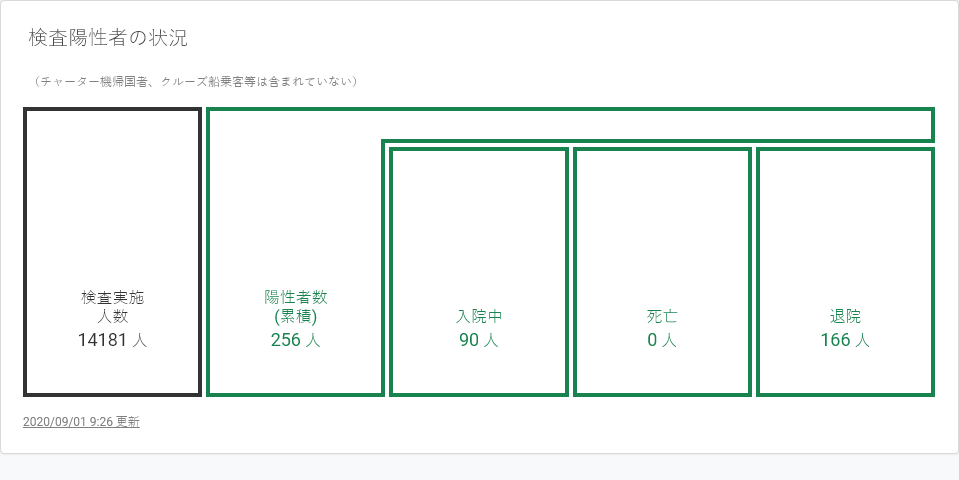 検査陽性者の状況
（チャーター機帰国者、クルーズ船乗客等は含まれていない）
検査実施
人数
14181 人
陽性者数
(累積)
256 人
入院中
90 人
死亡
0 人
退院
166 人
2020/09/01 9:26 更新